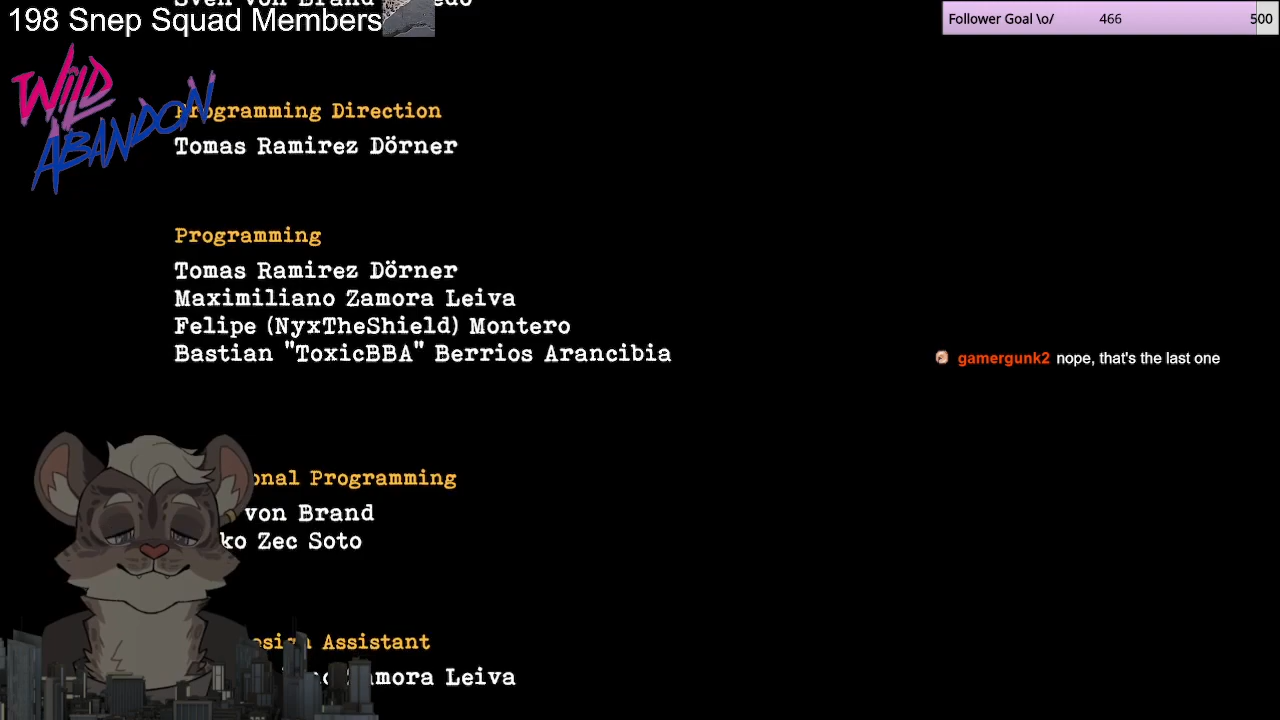 198 Snep Squad Members
Follower Goal \o/ 466 500
WILD
ABANDON
Programming Direction
Tomas Ramirez Dörner
Programming
Tomas Ramirez Dörner
Maximiliano Zamora Leiva
Felipe (NyxTheShield) Montero
Bastian "ToxicBBA" Berrios Arancibia
gamergunk2 nope, that's the last one
Programming
von Brand
Zec Soto
Assistant
Leiva